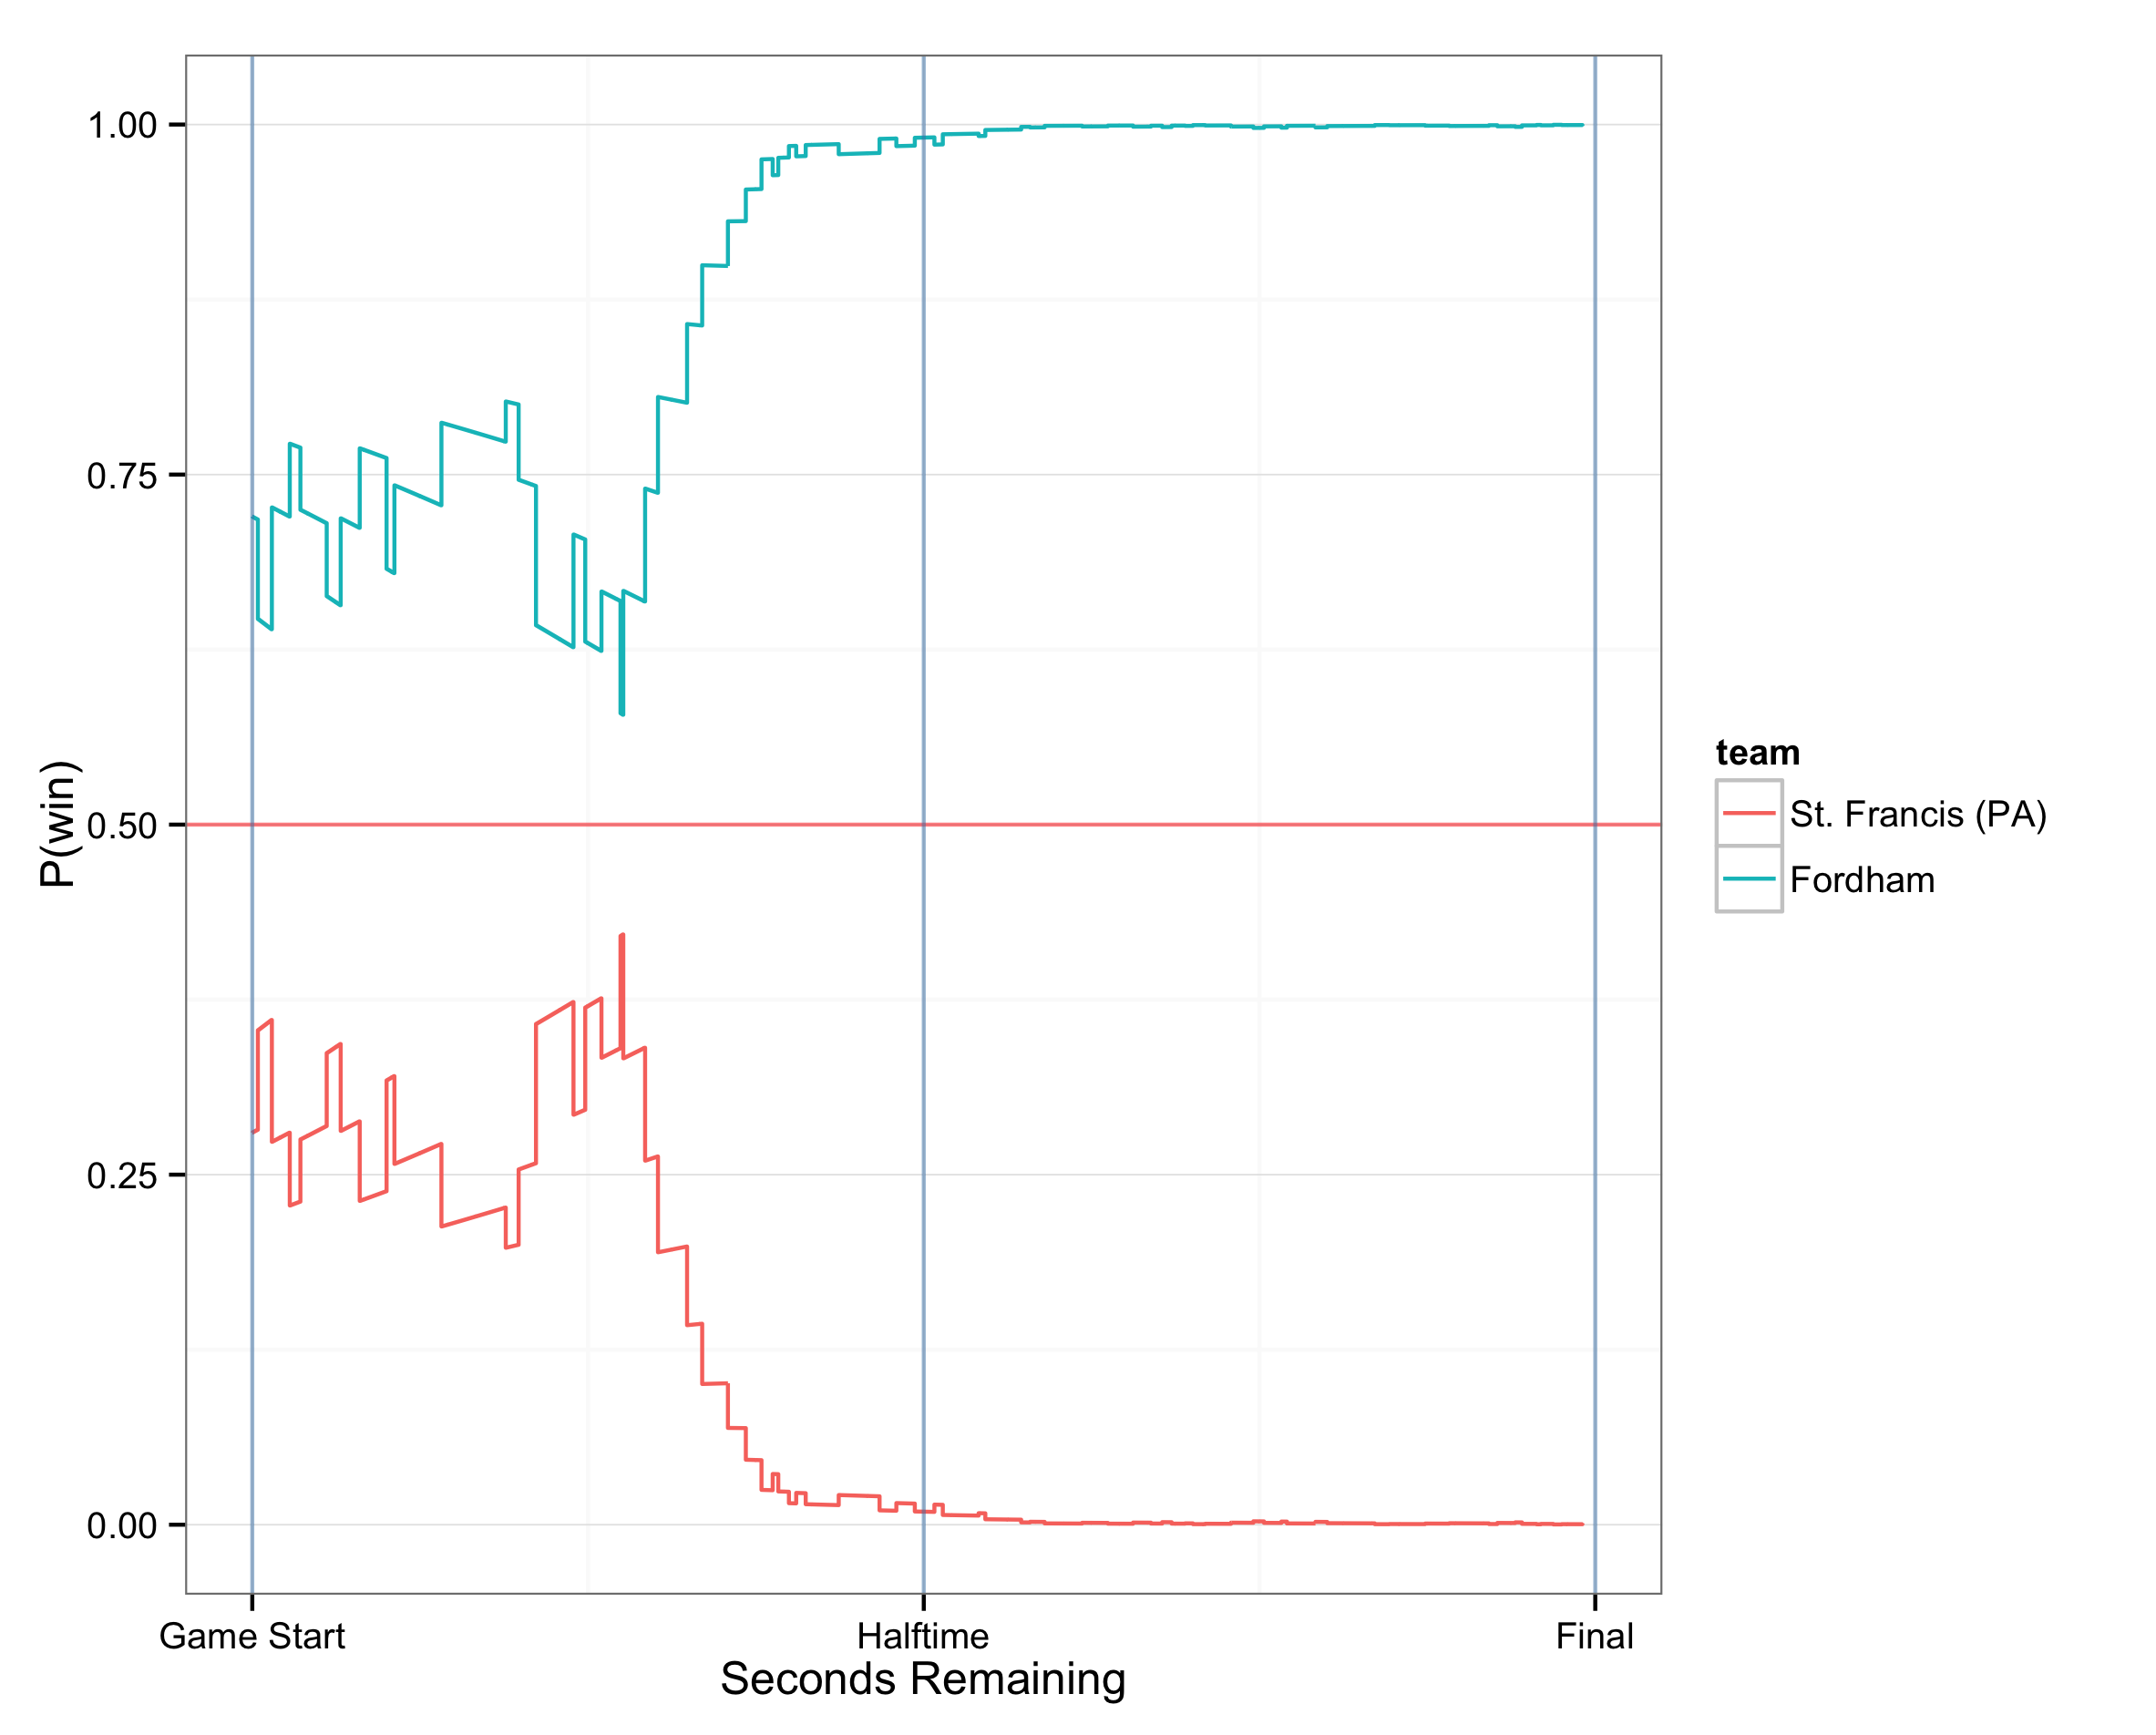 P(win)
1.00
0.75
0.50
0.25
0.00
Game Start
Halftime
Final
Seconds Remaining
team
St. Francis (PA)
Fordham